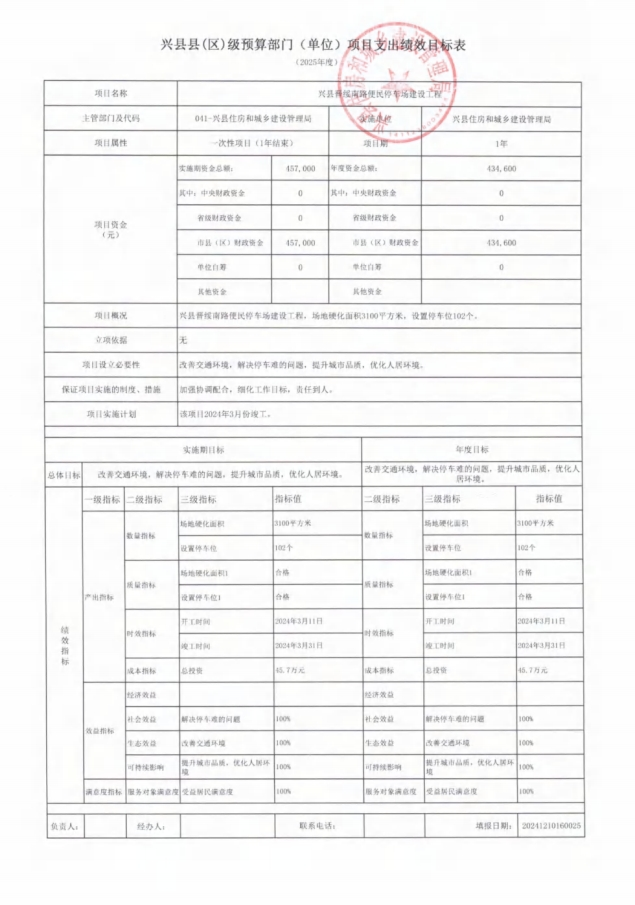 兴县县(区)级预算部门（单位）项目支出绩效目标表
（2025年度）
项目名称 兴县晋绥南路便民停车场建设工程
主管部门及代码 041-兴县住房和城乡建设管理局 实施单位 兴县住房和城乡建设管理局
项目属性 一次性项目（1年结束） 项目期 1年
项目资金
（元）
实施期资金总额： 457,000 年度资金总额： 434,600
其中：中央财政资金 0 其中：中央财政资金 0
省级财政资金 0 省级财政资金 0
市县（区）财政资金 457,000 市县（区）财政资金 434,600
单位自筹 0 单位自筹 0
其他资金 其他资金
项目概况 兴县晋绥南路便民停车场建设工程，场地硬化面积3100平方米，设置停车位102个。
立项依据 无
项目设立必要性 改善交通环境，解决停车难的问题，提升城市品质，优化人居环境。
保证项目实施的制度、措施 加强协调配合，细化工作目标，责任到人。
项目实施计划 该项目2024年3月份竣工。
实施期目标 年度目标
总体目标 改善交通环境，解决停车难的问题，提升城市品质，优化人居环境。 改善交通环境，解决停车难的问题，提升城市品质，优化人
居环境。
绩效指标
一级指标 二级指标 三级指标 指标值 二级指标 三级指标 指标值
产出指标
数量指标 场地硬化面积 3100平方米 数量指标 场地硬化面积 3100平方米
设置停车位 102个 设置停车位 102个
质量指标 场地硬化面积1 合格 质量指标 场地硬化面积1 合格
设置停车位1 合格 设置停车位1 合格
时效指标 开工时间 2024年3月11日 时效指标 开工时间 2024年3月11日
竣工时间 2024年3月31日 竣工时间 2024年3月31日
成本指标 总投资 45.7万元 成本指标 总投资 45.7万元
效益指标
经济效益 经济效益
社会效益 解决停车难的问题 100% 社会效益 解决停车难的问题 100%
生态效益 改善交通环境 100% 生态效益 改善交通环境 100%
可持续影响 提升城市品质，优化人居环
境 100% 可持续影响 提升城市品质，优化人居环
境 100%
满意度指标 服务对象满意度 受益居民满意度 100% 服务对象满意度 受益居民满意度 100%
负责人： 经办人： 联系电话： 填报日期： 20241210160025